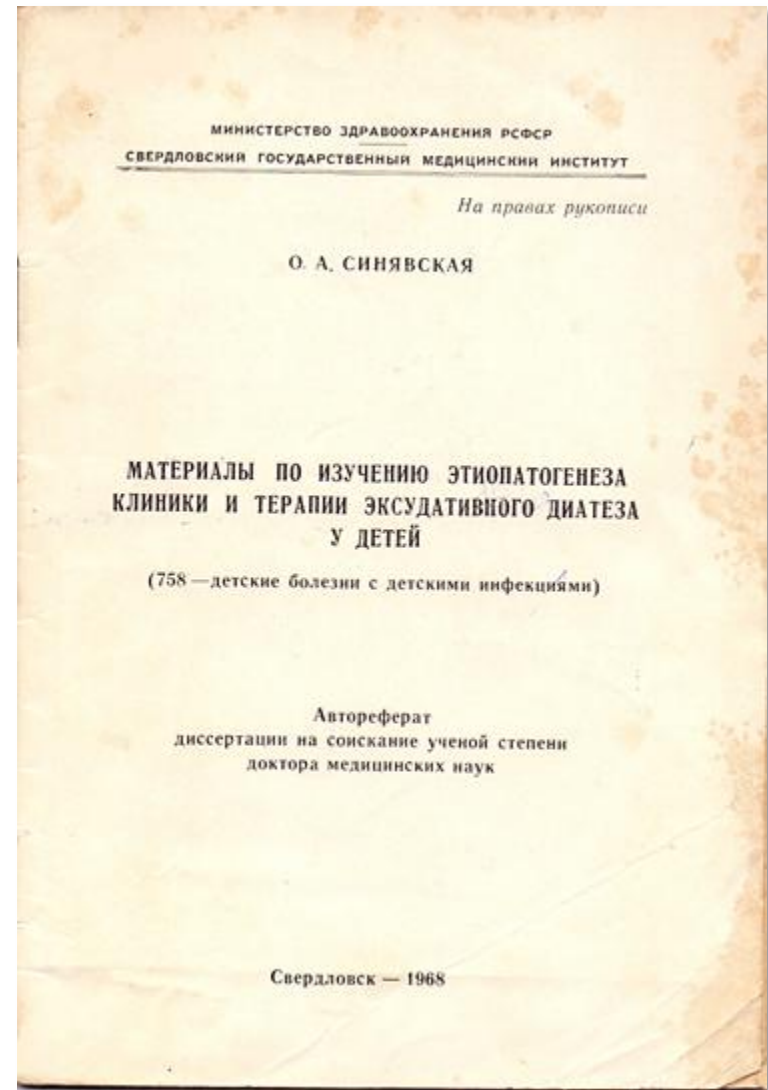 МИНИСТЕРСТВО ЗДРАВООХРАНЕНИЯ РСФСР
СВЕРДЛОВСКИЙ ГОСУДАРСТВЕННЫЙ МЕДИЦИНСКИЙ ИНСТИТУТ
На правах рукописи
О. А. СИНЯВСКАЯ
МАТЕРИАЛЫ ПО ИЗУЧЕНИЮ ЭТИОПАТОГЕНЕЗА
КЛИНИКИ И ТЕРАПИИ ЭКСУДАТИВНОГО ДИАТЕЗА
У ДЕТЕЙ
(758 — детские болезни с детскими инфекциями)
Автореферат
диссертации на соискание ученой степени
доктора медицинских наук
Свердловск — 1968